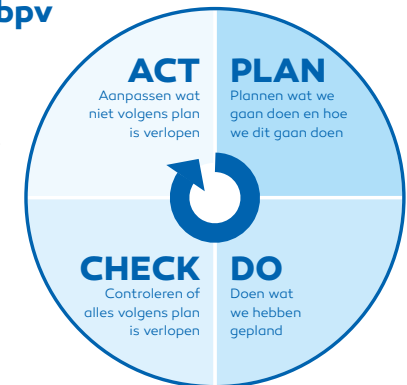 bpv
ACT
Aanpassen wat
niet volgens plan
is verlopen
PLAN
Plannen wat we
gaan doen en hoe
we dit gaan doen
CHECK
Controleren of
alles volgens plan
is verlopen
DO
Doen wat
we hebben
gepland